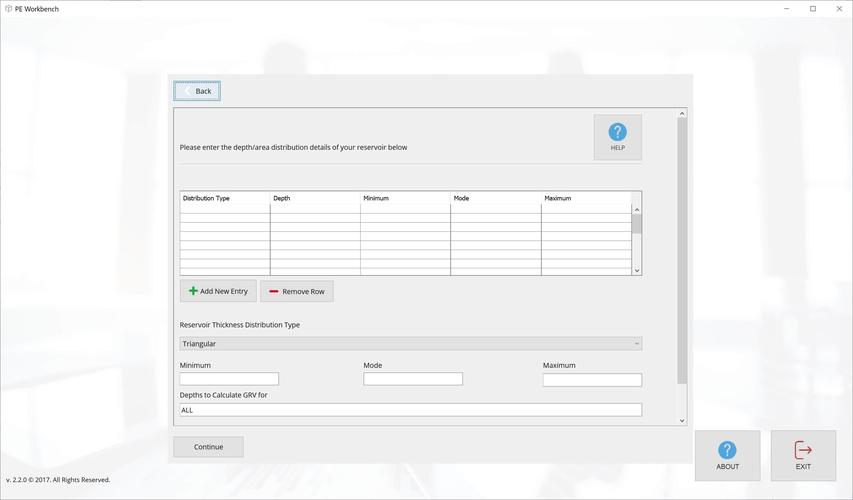 PE Workbench
Back
Please enter the depth/area distribution details of your reservoir below
HELP
Distribution Type Depth Minimum Mode Maximum
Add New Entry Remove Row
Reservoir Thickness Distribution Type
Triangular
Minimum Mode Maximum
Depths to Calculate GRV for
ALL
Continue
ABOUT EXIT
v. 2.2.0 © 2017. All Rights Reserved.